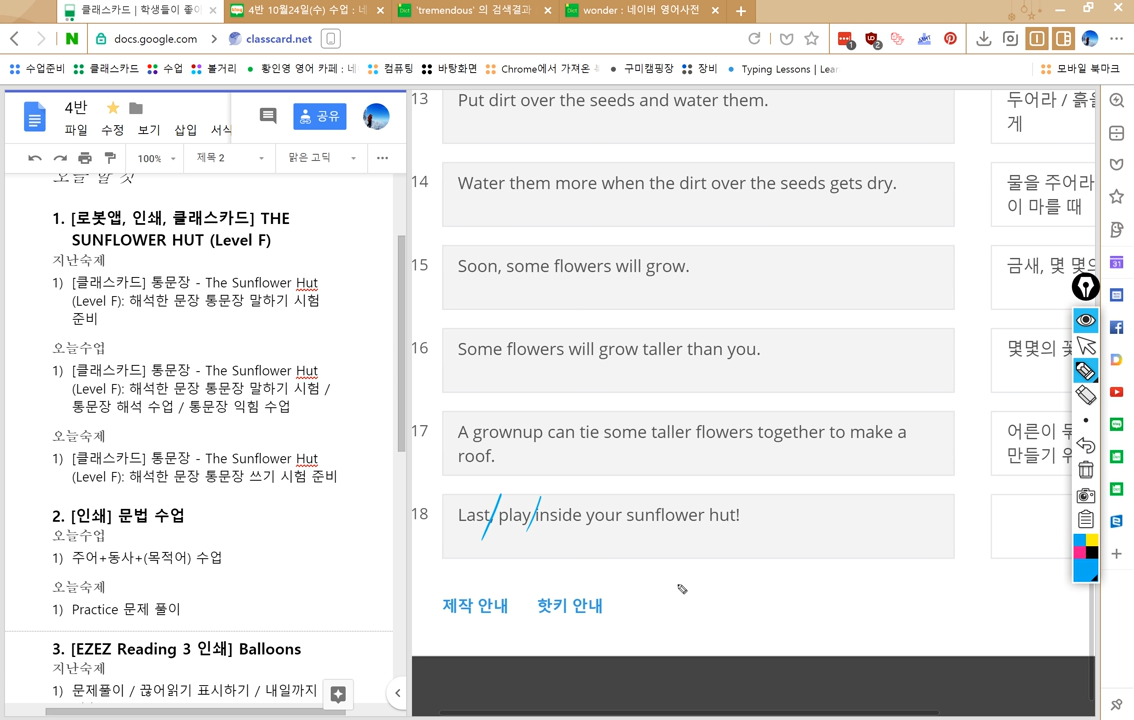 클래스카드 | 학생들이 좋아
4반 10월24일(수) 수업 : 네
'tremendous' 의 검색결과
wonder : 네이버 영어사전
docs.google.com
classcard.net
수업준비
클래스카드
수업
볼거리
황인영 영어 카페 : 네
컴퓨팅
바탕화면
Chrome에서 가져온
구미캠핑장
장비
Typing Lessons | Lear
모바일 북마크
4반
파일 수정 보기 삽입 서식
공유
100%
제목 2
맑은 고딕
오늘 할 것
1. [로봇앱, 인쇄, 클래스카드] THE
SUNFLOWER HUT (Level F)
지난숙제
1) [클래스카드] 통문장 - The Sunflower Hut
(Level F): 해석한 문장 통문장 말하기 시험
준비
오늘수업
1) [클래스카드] 통문장 - The Sunflower Hut
(Level F): 해석한 문장 통문장 말하기 시험 /
통문장 해석 수업 / 통문장 익힘 수업
오늘숙제
1) [클래스카드] 통문장 - The Sunflower Hut
(Level F): 해석한 문장 통문장 쓰기 시험 준비
2. [인쇄] 문법 수업
오늘수업
1) 주어+동사+(목적어) 수업
오늘숙제
1) Practice 문제 풀이
3. [EZEZ Reading 3 인쇄] Balloons
지난숙제
1) 문제풀이 / 끊어읽기 표시하기 / 내일까지
13 Put dirt over the seeds and water them.
두어라 / 흙을
게
14 Water them more when the dirt over the seeds gets dry.
물을 주어라
이 마를 때
15 Soon, some flowers will grow.
금새, 몇 몇의
16 Some flowers will grow taller than you.
몇몇의 꽃
17 A grownup can tie some taller flowers together to make a
roof.
어른이
만들기 위
18 Last, play inside your sunflower hut!
제작 안내 핫키 안내